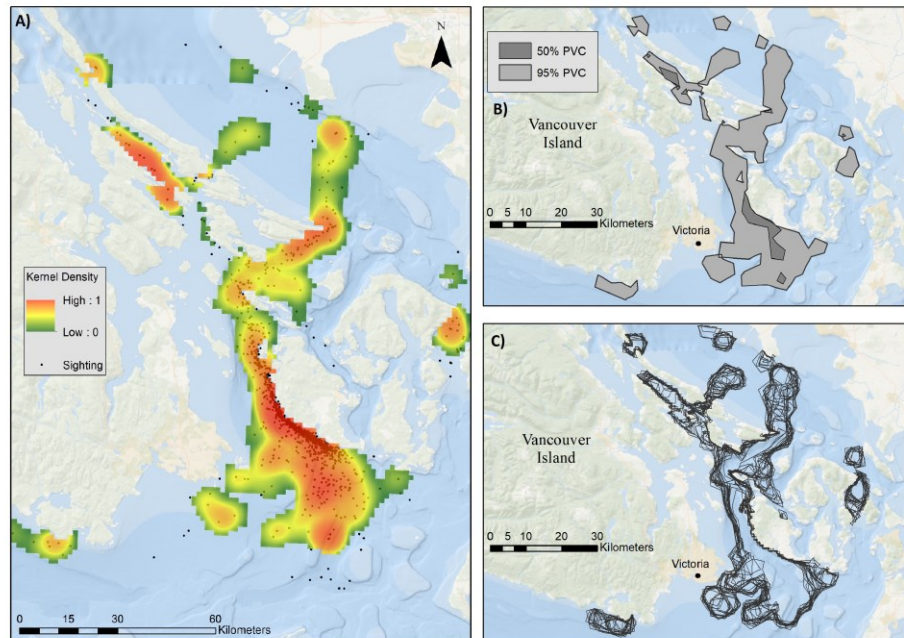 A)
N
Kernel Density
High : 1
Low : 0
Sighting
0 15 30 60
Kilometers
50% PVC
95% PVC
B)
Vancouver
Island
0 5 10 20 30
Kilometers
Victoria
C)
Vancouver
Island
0 5 10 20 30
Kilometers
Victoria